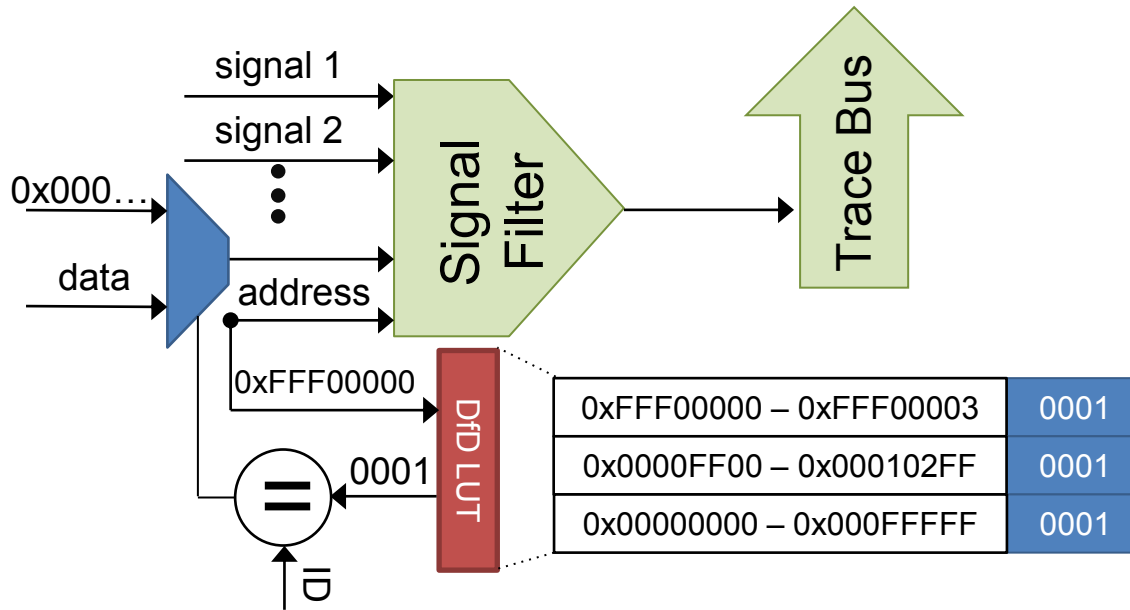 signal 1
signal 2
0x000…
data
address
Signal
Filter
Trace Bus
0xFFF00000
DfD LUT
0001
=
ID
0xFFF00000 – 0xFFF00003 0001
0x0000FF00 – 0x000102FF 0001
0x00000000 – 0x000FFFFF 0001